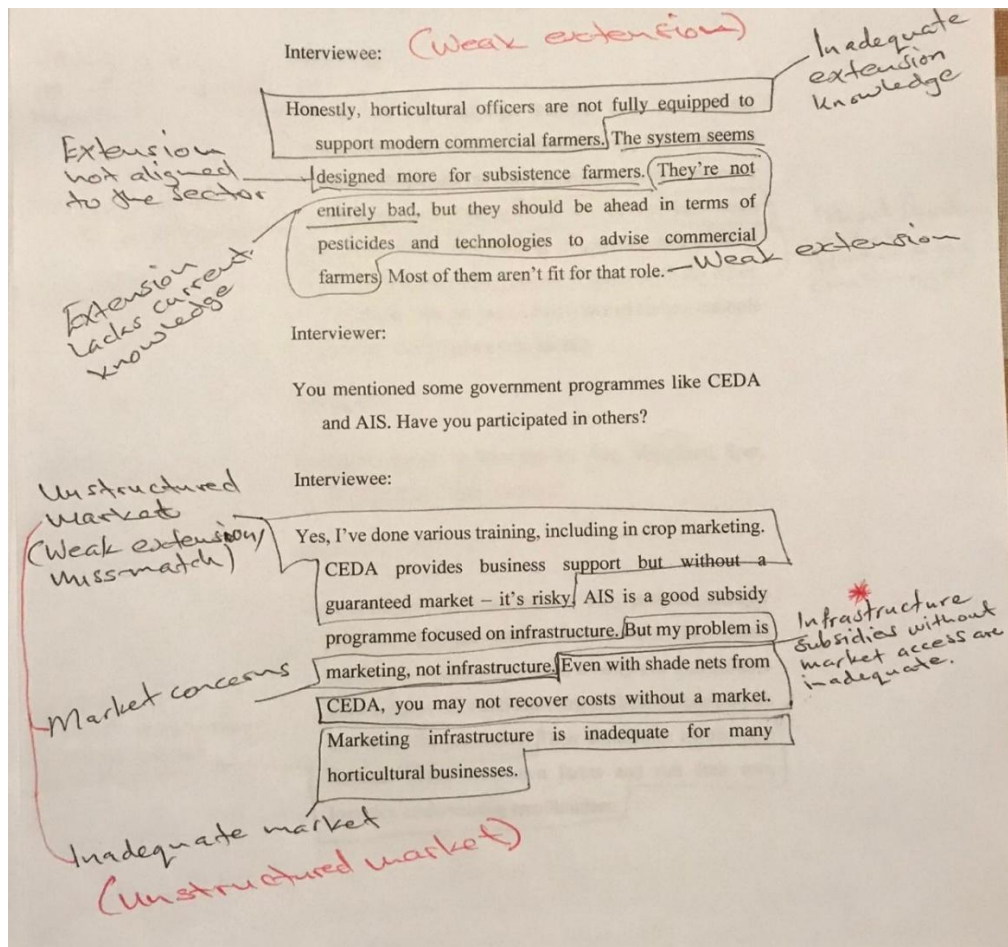 Interviewee:
(Weak extension)
Inadequate
extension
knowledge
Honestly, horticultural officers are not fully equipped to
support modern commercial farmers. The system seems
designed more for subsistence farmers. They're not
entirely bad, but they should be ahead in terms of
pesticides and technologies to advise commercial
farmers. Most of them aren't fit for that role. — Weak extension
Extension
not aligned
to the sector
Extension
lacks current
knowledge
Interviewer:
You mentioned some government programmes like CEDA
and AIS. Have you participated in others?
Interviewee:
Unstructured
market
(Weak extension/
miss-match)
Yes, I've done various training, including in crop marketing.
CEDA provides business support but without a
guaranteed market – it's risky. AIS is a good subsidy
programme focused on infrastructure. But my problem is
marketing, not infrastructure. Even with shade nets from
CEDA, you may not recover costs without a market.
Marketing infrastructure is inadequate for many
horticultural businesses.
Infrastructure
subsidies without
market access are
inadequate.
Market concerns
Inadequate market
(Unstructured market)